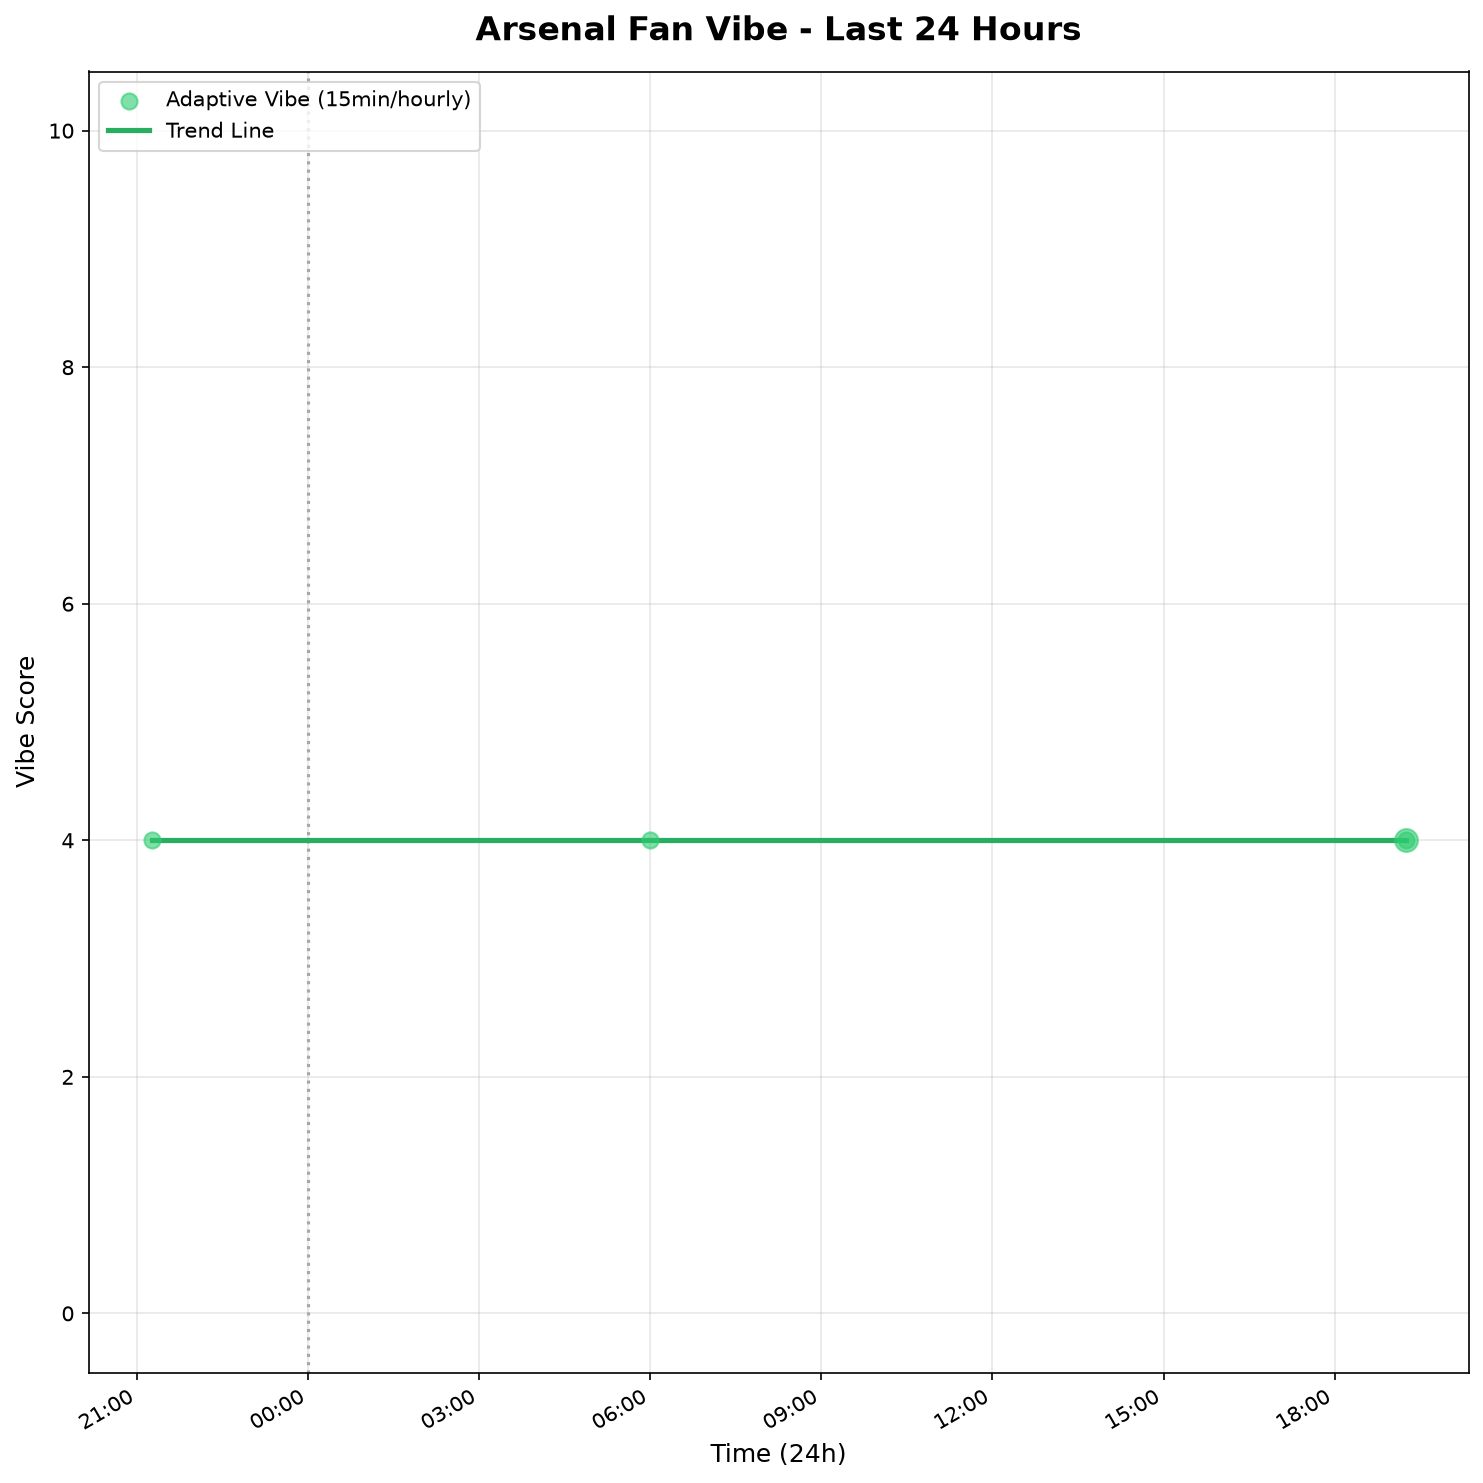 Arsenal Fan Vibe - Last 24 Hours
Adaptive Vibe (15min/hourly)
Trend Line
10
8
6
4
2
0
Vibe Score
21:00
00:00
03:00
06:00
09:00
12:00
15:00
18:00
Time (24h)